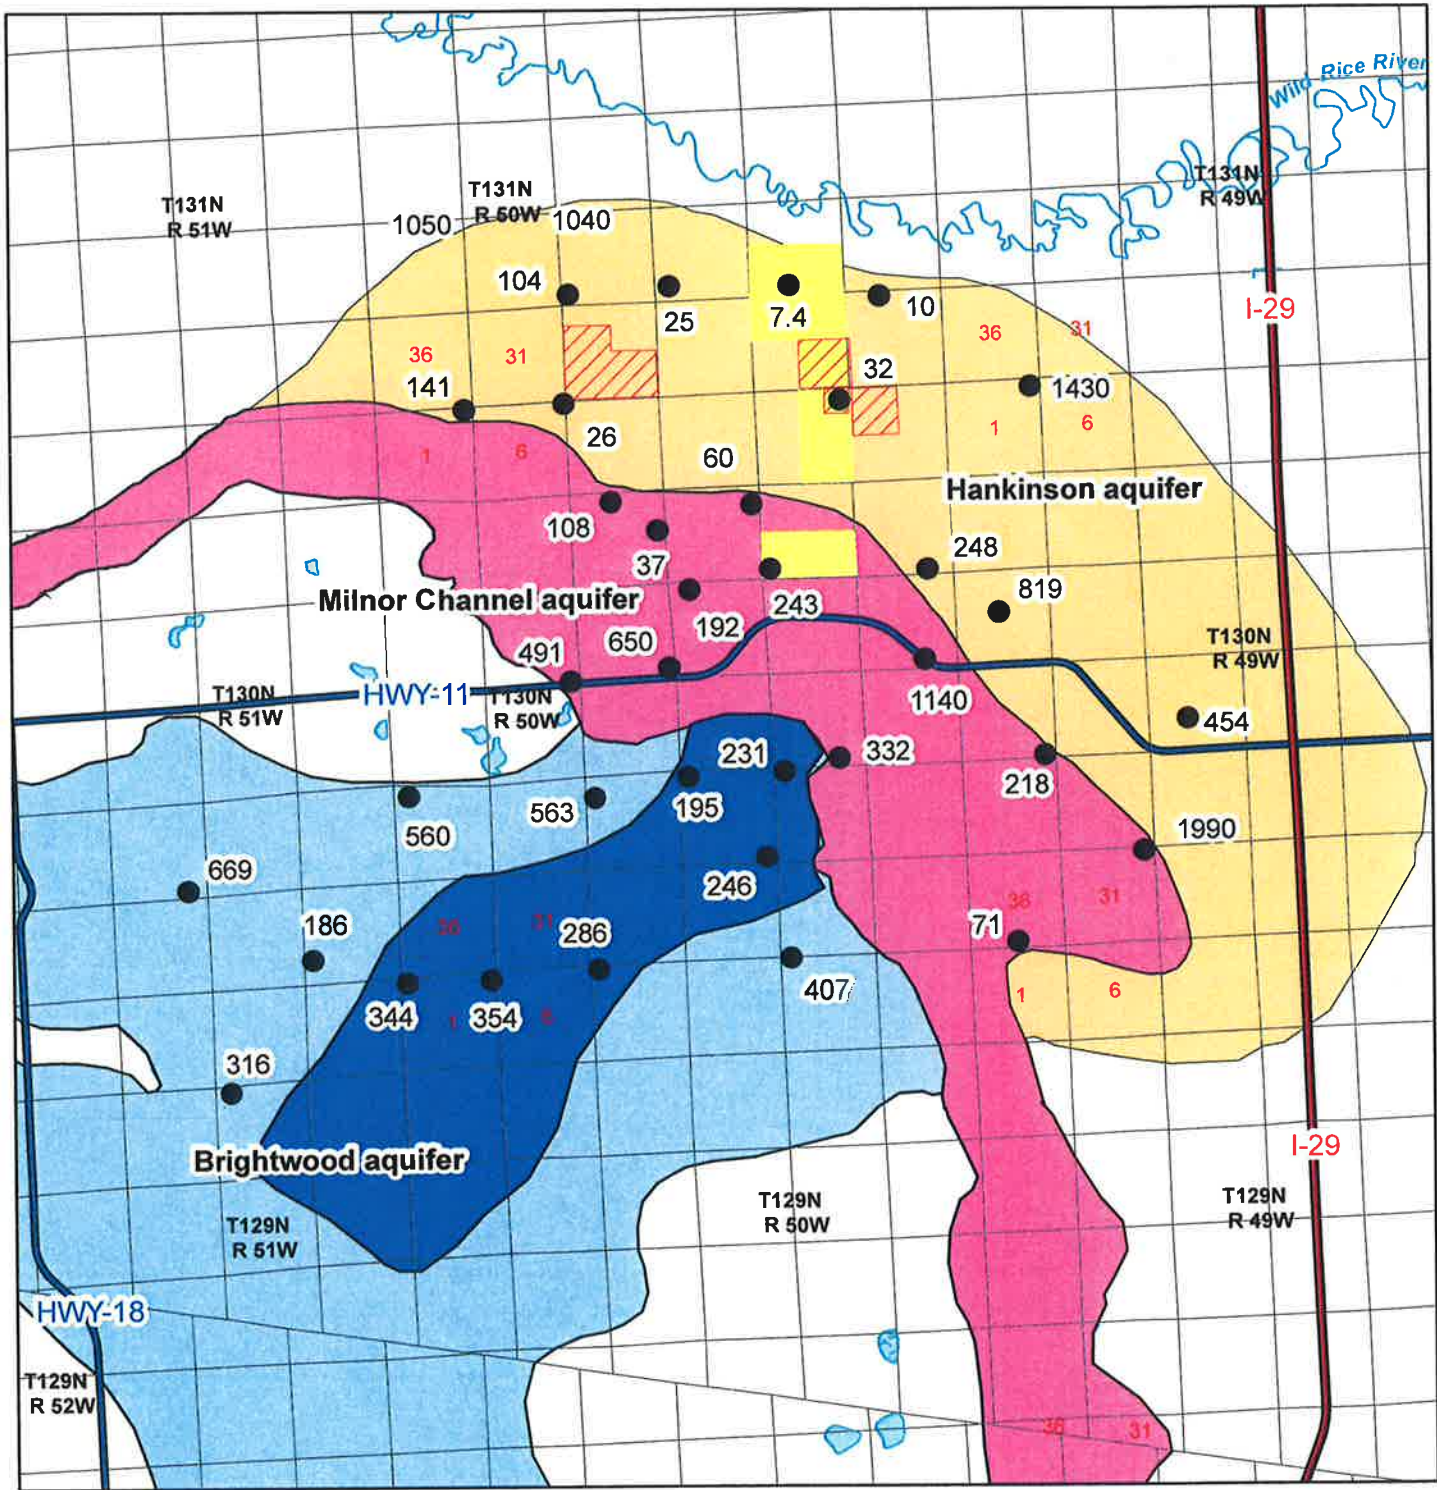 Wild Rice River
T131N
R 51W
T131N
R 50W
T131N
R 49W
1050
1040
104
25
7.4
10
I-29
36
31
36
31
141
32
1430
26
60
1
6
1
6
Hankinson aquifer
108
37
248
Milnor Channel aquifer
192
243
819
491
650
T130N
R 49W
HWY-11
T130N
R 51W
T130N
R 50W
1140
454
231
332
218
195
560
563
1990
246
669
186
36
31
286
71
36
31
344
1
354
6
407
1
6
316
Brightwood aquifer
I-29
T129N
R 51W
T129N
R 50W
T129N
R 49W
HWY-18
T129N
R 52W
36
31